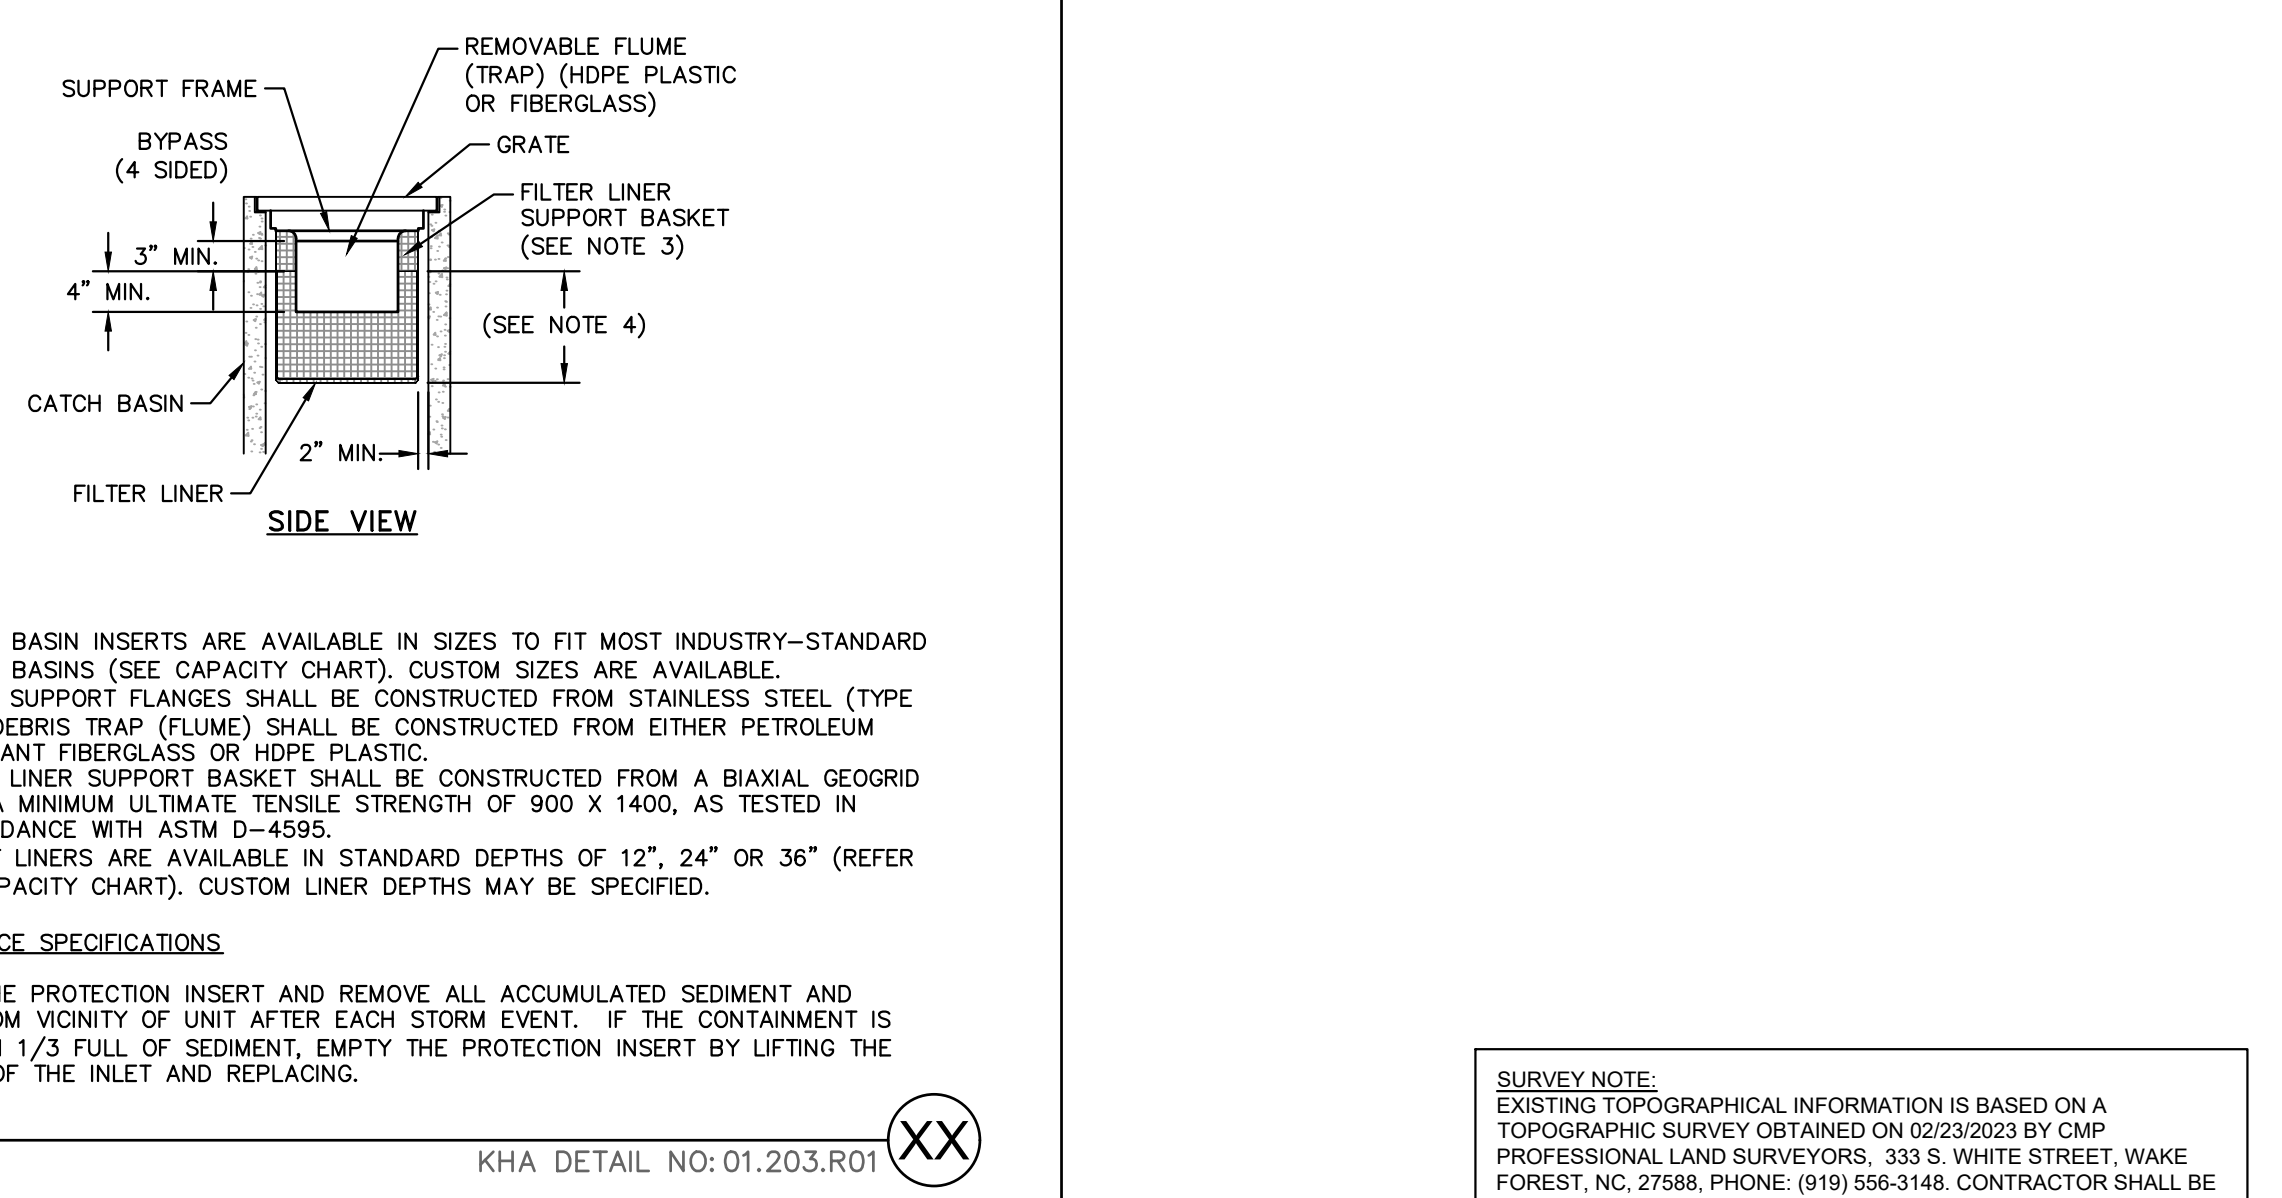 REMOVABLE FLUME
(TRAP) (HDPE PLASTIC
OR FIBERGLASS)
SUPPORT FRAME
BYPASS
(4 SIDED)
GRATE
FILTER LINER
SUPPORT BASKET
(SEE NOTE 3)
3" MIN.
4" MIN.
(SEE NOTE 4)
CATCH BASIN
2" MIN.
FILTER LINER
SIDE VIEW
BASIN INSERTS ARE AVAILABLE IN SIZES TO FIT MOST INDUSTRY-STANDARD
BASINS (SEE CAPACITY CHART). CUSTOM SIZES ARE AVAILABLE.
SUPPORT FLANGES SHALL BE CONSTRUCTED FROM STAINLESS STEEL (TYPE
DEBRIS TRAP (FLUME) SHALL BE CONSTRUCTED FROM EITHER PETROLEUM
ANT FIBERGLASS OR HDPE PLASTIC.
LINER SUPPORT BASKET SHALL BE CONSTRUCTED FROM A BIAXIAL GEOGRID
A MINIMUM ULTIMATE TENSILE STRENGTH OF 900 X 1400, AS TESTED IN
DANCE WITH ASTM D-4595.
LINERS ARE AVAILABLE IN STANDARD DEPTHS OF 12", 24" OR 36" (REFER
PACITY CHART). CUSTOM LINER DEPTHS MAY BE SPECIFIED.
CE SPECIFICATIONS
HE PROTECTION INSERT AND REMOVE ALL ACCUMULATED SEDIMENT AND
OM VICINITY OF UNIT AFTER EACH STORM EVENT. IF THE CONTAINMENT IS
1/3 FULL OF SEDIMENT, EMPTY THE PROTECTION INSERT BY LIFTING THE
OF THE INLET AND REPLACING.
XX
KHA DETAIL NO: 01.203.R01
SURVEY NOTE:
EXISTING TOPOGRAPHICAL INFORMATION IS BASED ON A
TOPOGRAPHIC SURVEY OBTAINED ON 02/23/2023 BY CMP
PROFESSIONAL LAND SURVEYORS, 333 S. WHITE STREET, WAKE
FOREST, NC, 27588, PHONE: (919) 556-3148. CONTRACTOR SHALL BE